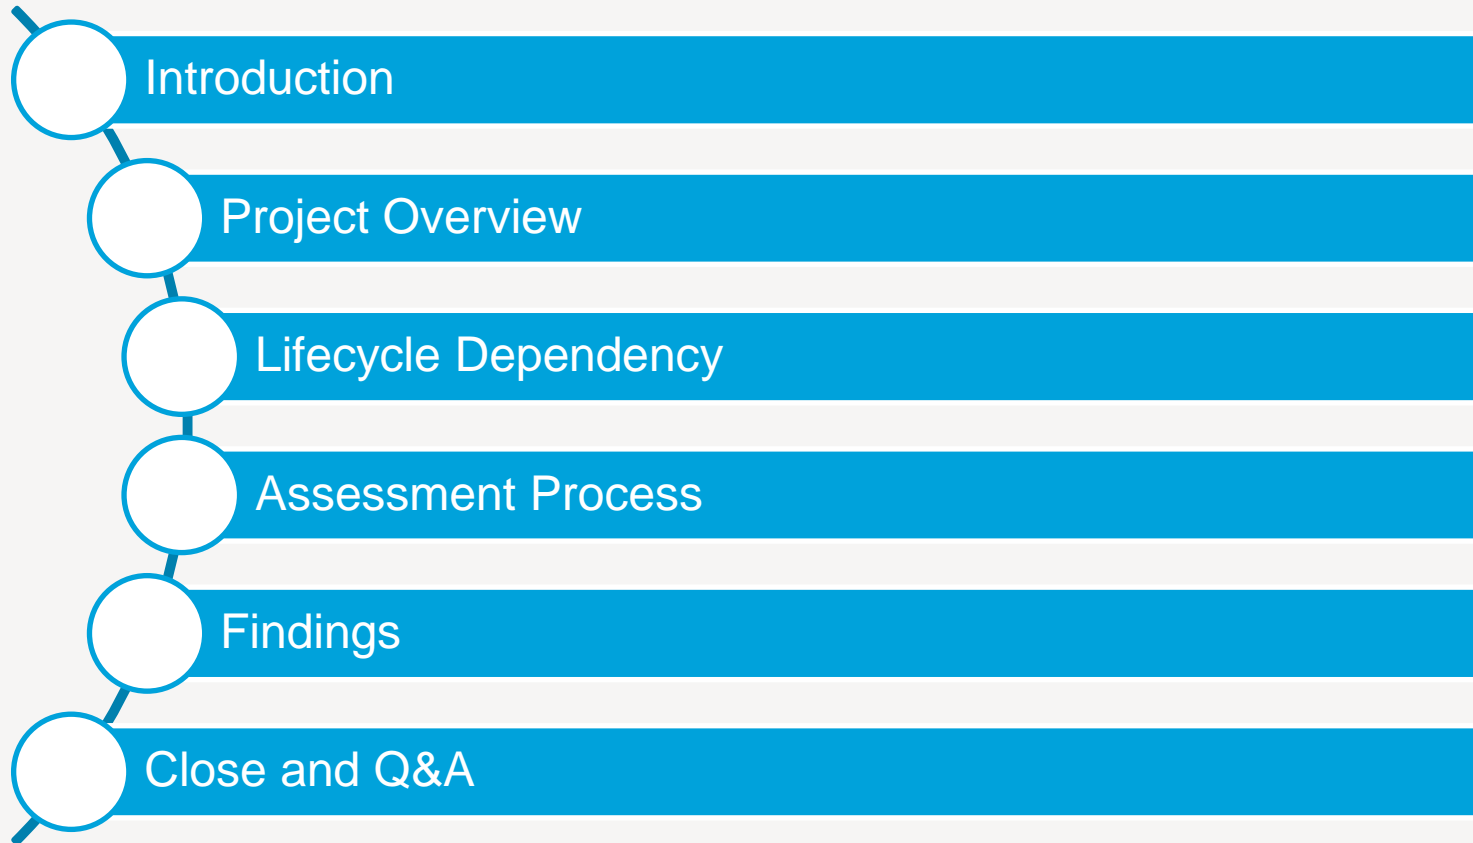 Introduction
Project Overview
Lifecycle Dependency
Assessment Process
Findings
Close and Q&A